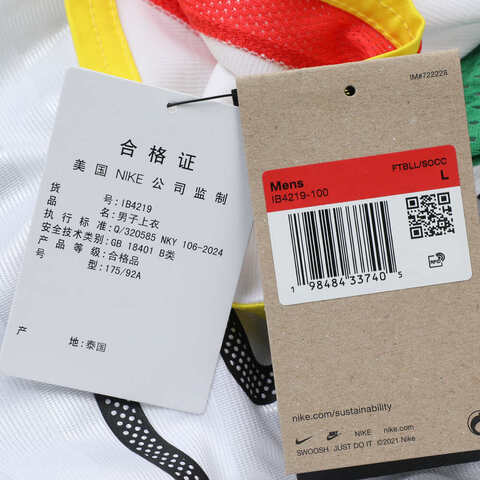 合格证
美国 NIKE 公司监制
货号:IB4219
品名:男子上衣
执行标准:Q/320585 NKY 106-2024
安全技术类别:GB 18401 B类
产品等级:合格品
号型:175/92A
产地:泰国
IM#722228
FTBLL/SOCC
Mens L
IB4219-100
1 98484 33740 5
RFID
nike.com/sustainability
NIKE NIKE
SWOOSH JUST DO IT ©2021 Nike